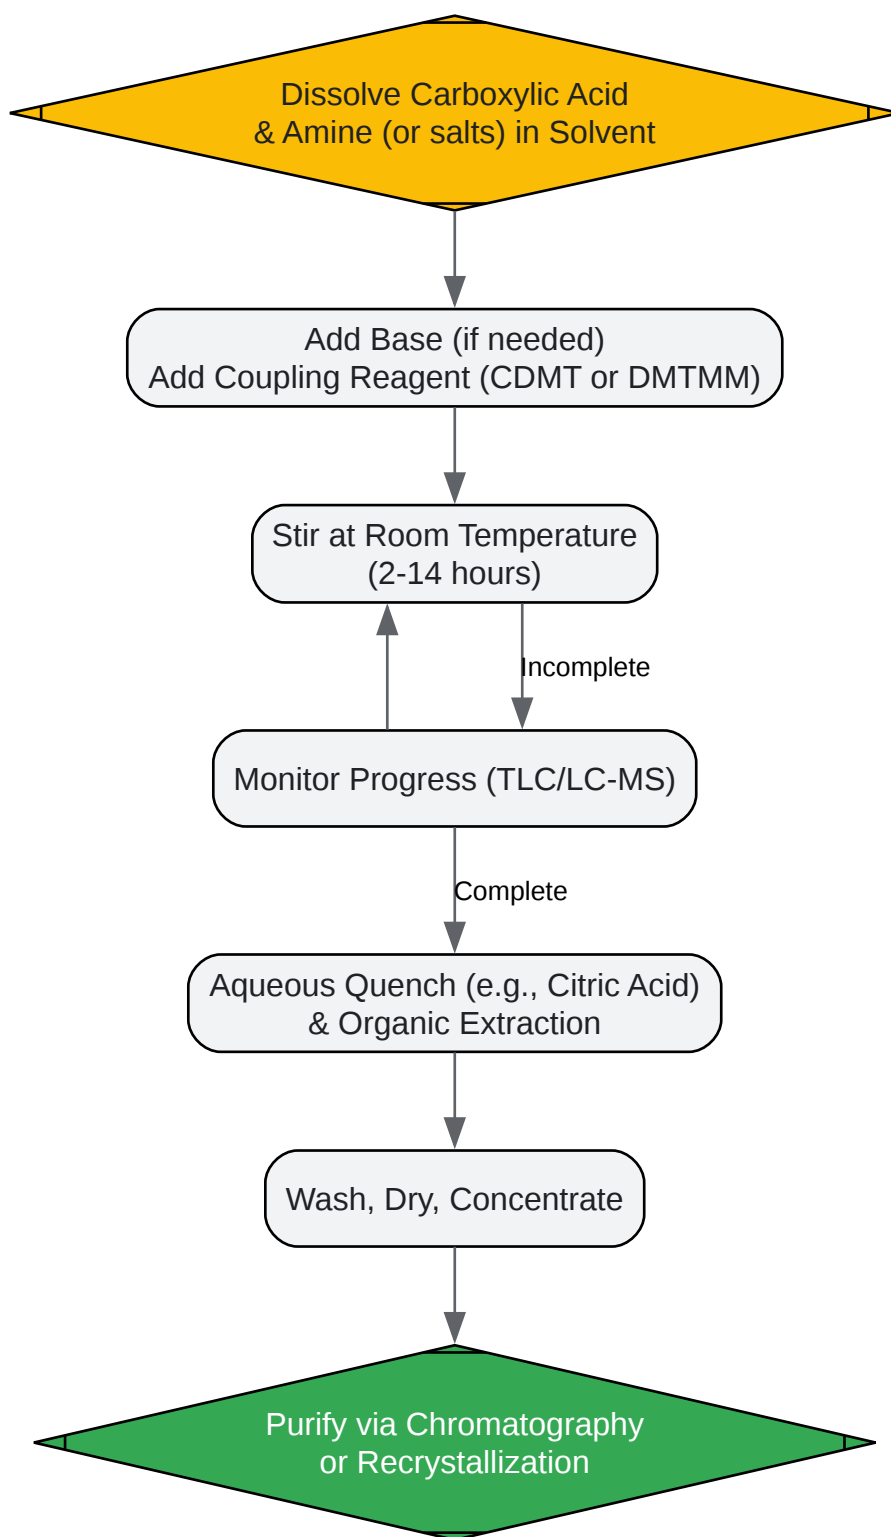 Dissolve Carboxylic Acid
& Amine (or salts) in Solvent
Add Base (if needed)
Add Coupling Reagent (CDMT or DMTMM)
Stir at Room Temperature
(2-14 hours)
Incomplete
Monitor Progress (TLC/LC-MS)
Complete
Aqueous Quench (e.g., Citric Acid)
& Organic Extraction
Wash, Dry, Concentrate
Purify via Chromatography
or Recrystallization